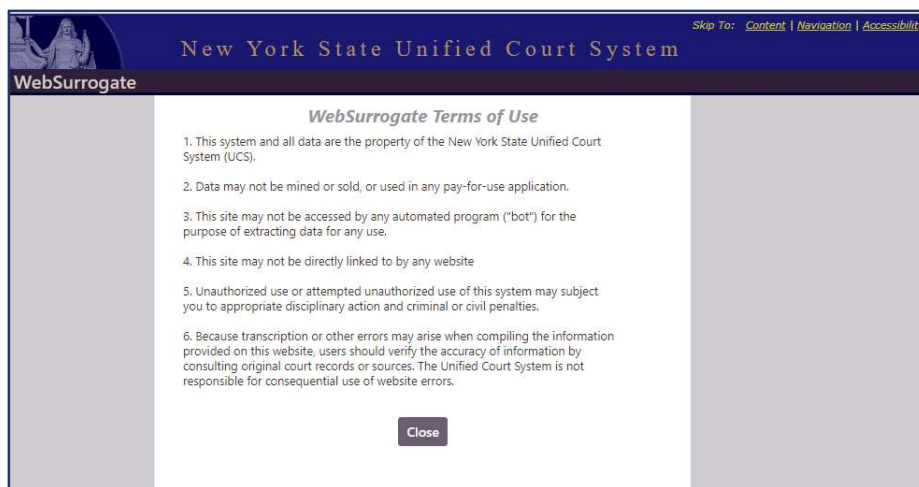 Skip To: Content | Navigation | Accessibilit
New York State Unified Court System
WebSurrogate
WebSurrogate Terms of Use
1. This system and all data are the property of the New York State Unified Court
System (UCS).
2. Data may not be mined or sold, or used in any pay-for-use application.
3. This site may not be accessed by any automated program ("bot") for the
purpose of extracting data for any use.
4. This site may not be directly linked to by any website
5. Unauthorized use or attempted unauthorized use of this system may subject
you to appropriate disciplinary action and criminal or civil penalties.
6. Because transcription or other errors may arise when compiling the information
provided on this website, users should verify the accuracy of information by
consulting original court records or sources. The Unified Court System is not
responsible for consequential use of website errors.
Close